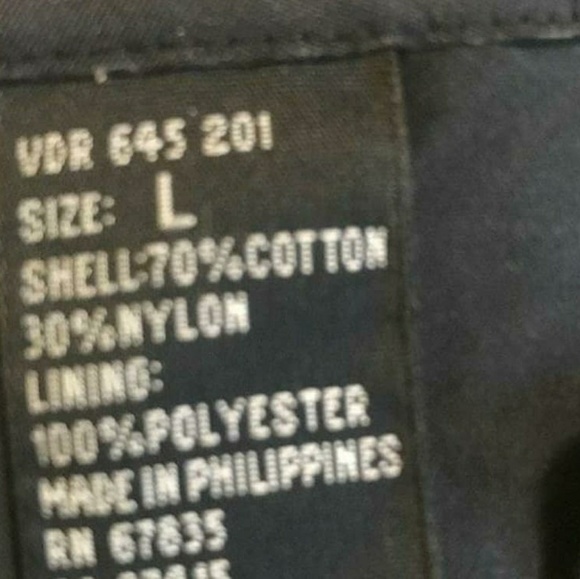 VDR 645 201
SIZE: L
SHELL:70%COTTON
30%NYLON
LINING:
100%POLYESTER
MADE IN PHILIPPINES
RN 67835